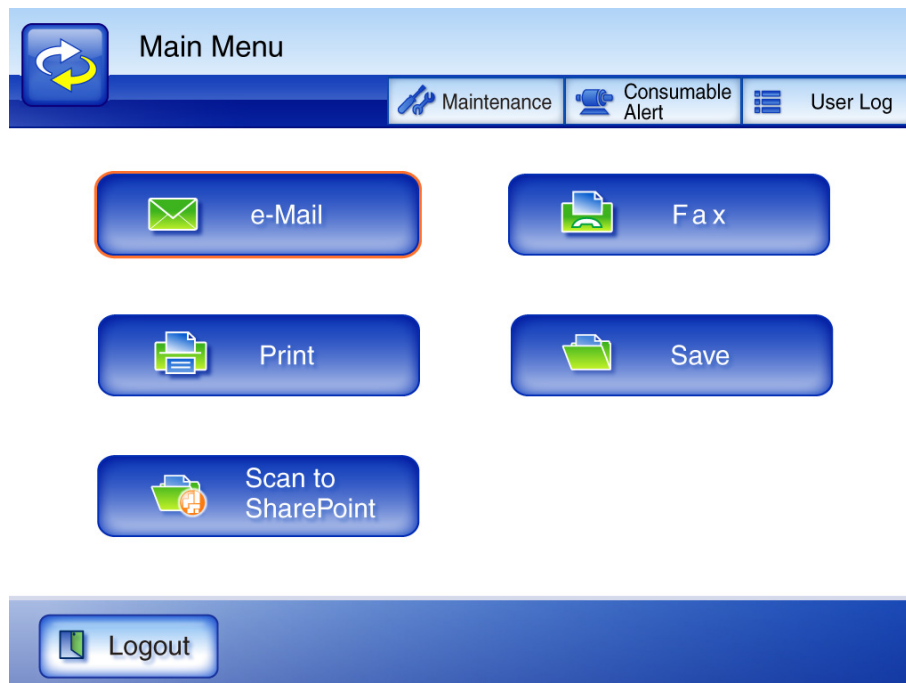 Main Menu
Maintenance
Consumable
Alert
User Log
e-Mail
Fax
Print
Save
Scan to
SharePoint
Logout